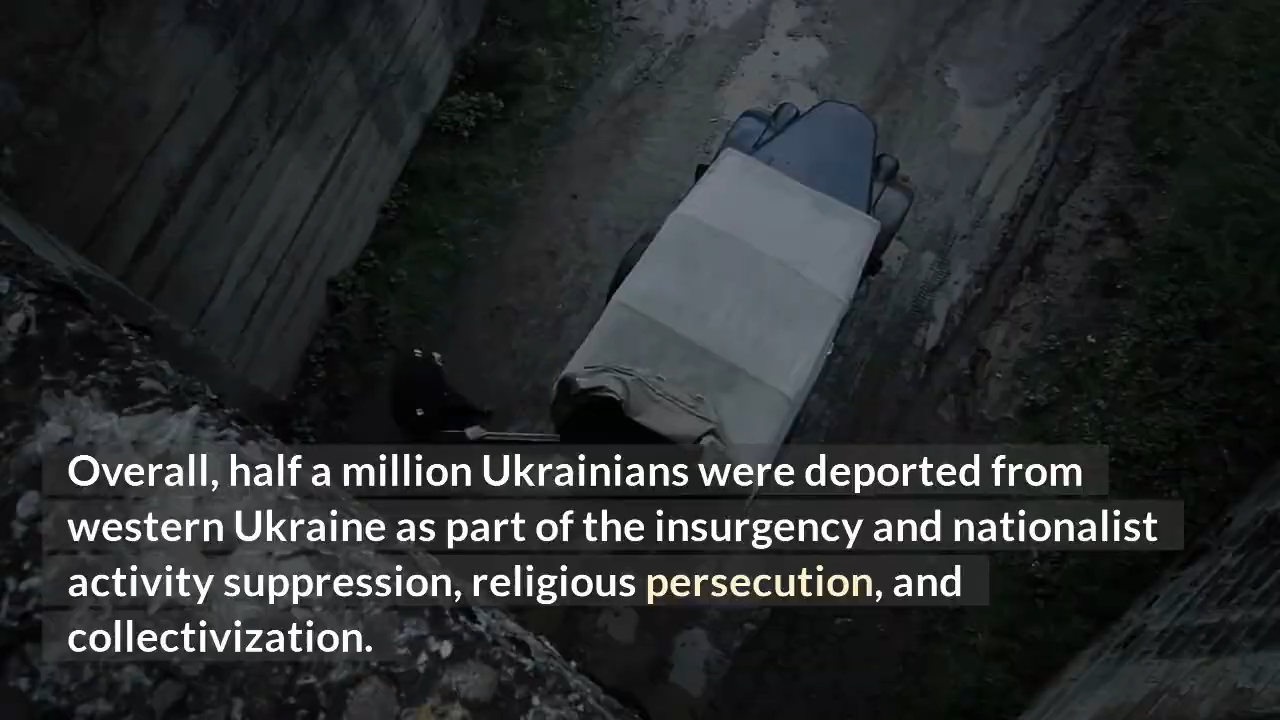 Overall, half a million Ukrainians were deported from
western Ukraine as part of the insurgency and nationalist
activity suppression, religious persecution, and
collectivization.